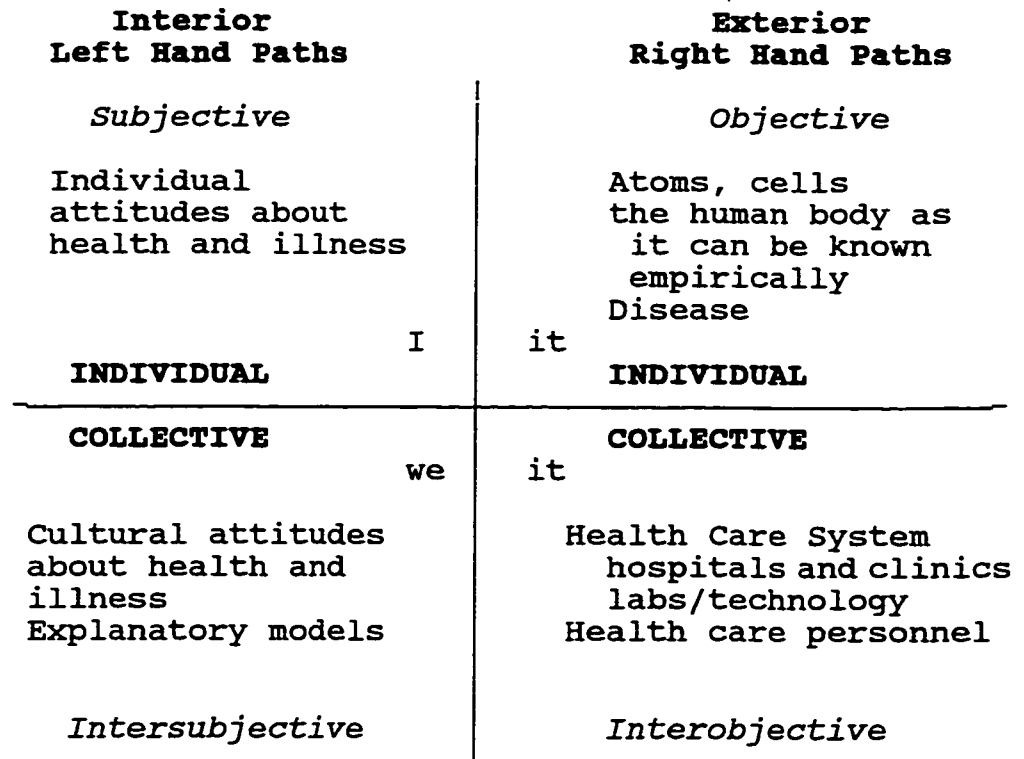 Interior
Left Hand Paths
Exterior
Right Hand Paths
Subjective
Objective
Individual
attitudes about
health and illness
Atoms, cells
the human body as
it can be known
empirically
Disease
I
it
INDIVIDUAL
INDIVIDUAL
COLLECTIVE
COLLECTIVE
we
it
Cultural attitudes
about health and
illness
Explanatory models
Health Care System
hospitals and clinics
labs/technology
Health care personnel
Intersubjective
Interobjective